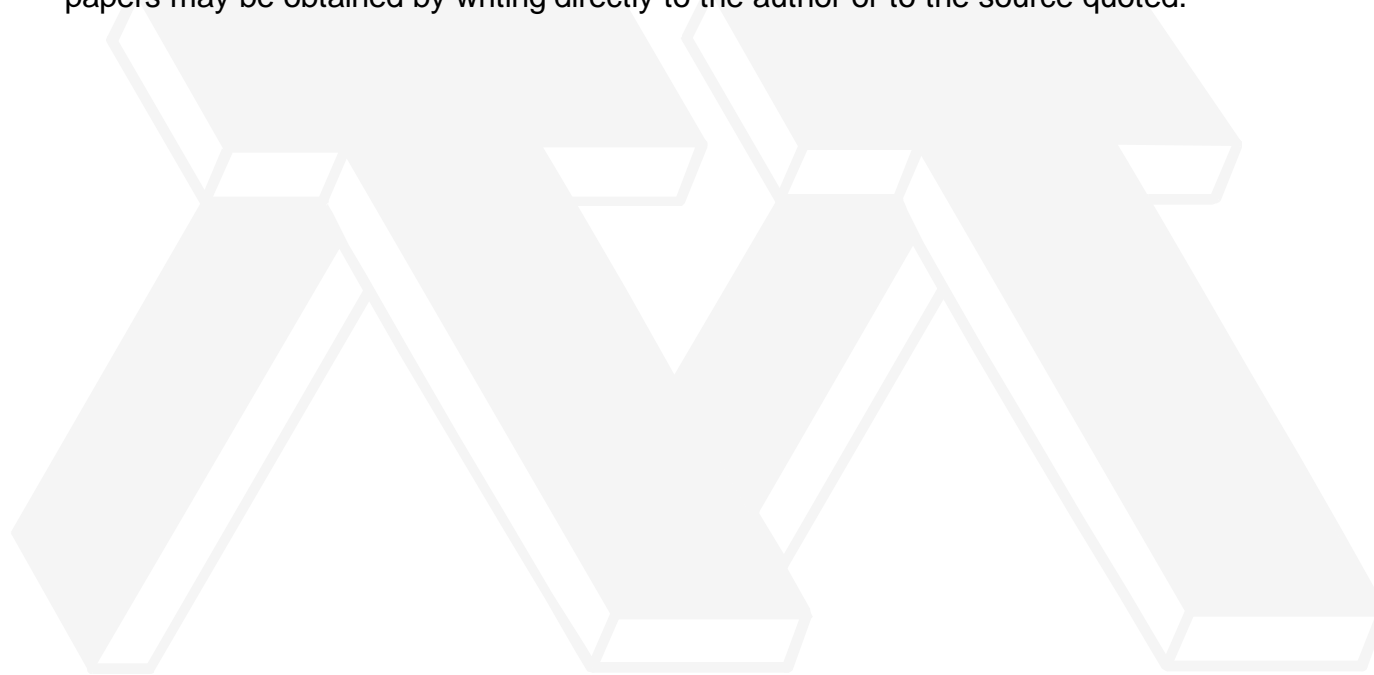 papers may be obtained by writing directly to the author or to the source quoted.